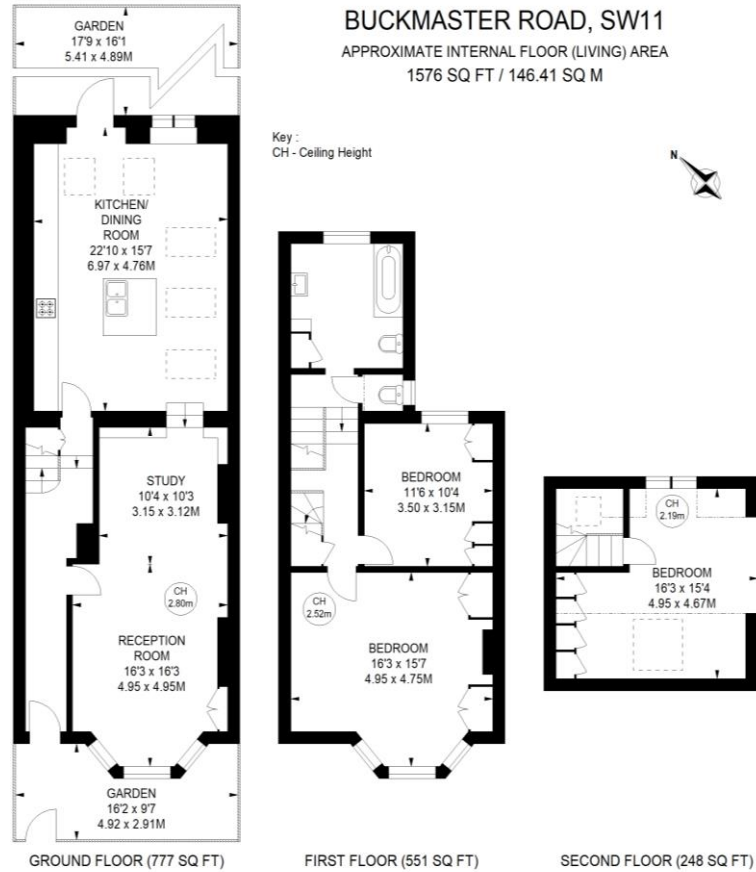 BUCKMASTER ROAD, SW11
APPROXIMATE INTERNAL FLOOR (LIVING) AREA
1576 SQ FT / 146.41 SQ M
Key :
CH - Ceiling Height
N
GARDEN
17'9 x 16'1
5.41 x 4.89M
KITCHEN/
DINING
ROOM
22'10 x 15'7
6.97 x 4.76M
STUDY
10'4 x 10'3
3.15 x 3.12M
CH
2.80m
RECEPTION
ROOM
16'3 x 16'3
4.95 x 4.95M
GARDEN
16'2 x 9'7
4.92 x 2.91M
GROUND FLOOR (777 SQ FT)
BEDROOM
11'6 x 10'4
3.50 x 3.15M
CH
2.52m
BEDROOM
16'3 x 15'7
4.95 x 4.75M
FIRST FLOOR (551 SQ FT)
CH
2.19m
BEDROOM
16'3 x 15'4
4.95 x 4.67M
SECOND FLOOR (248 SQ FT)